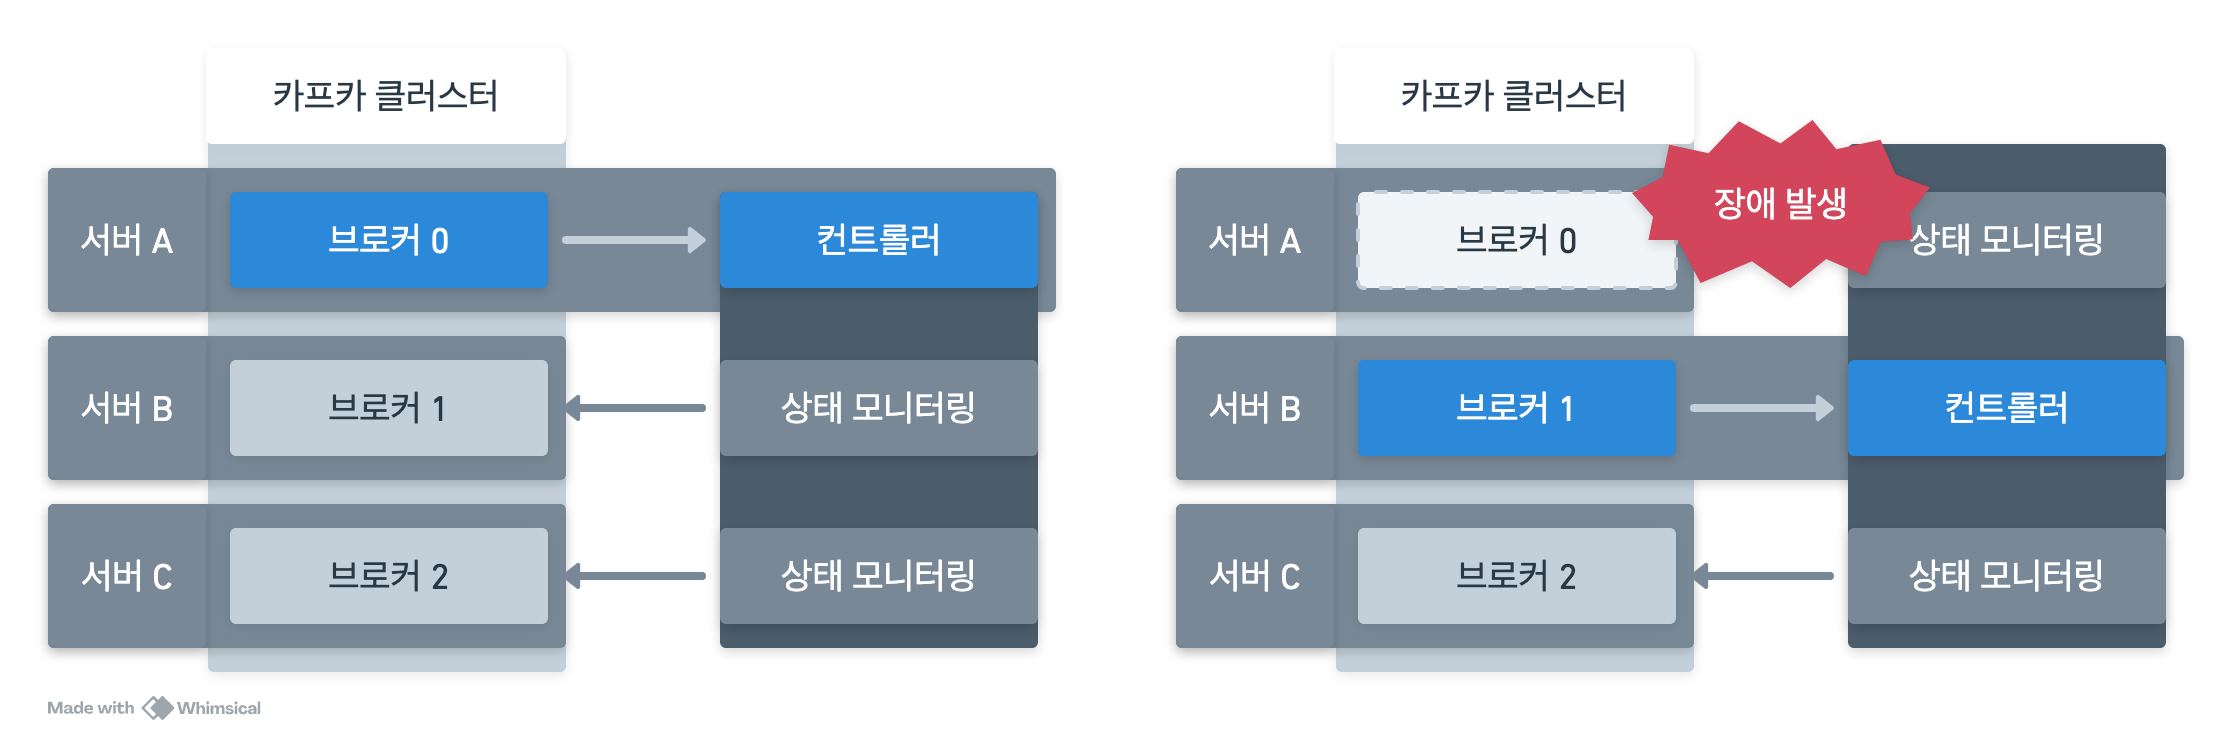 카프카 클러스터
서버 A
브로커 0
컨트롤러
서버 B
브로커 1
상태 모니터링
서버 C
브로커 2
상태 모니터링
카프카 클러스터
장애 발생
서버 A
브로커 0
상태 모니터링
서버 B
브로커 1
컨트롤러
서버 C
브로커 2
상태 모니터링
Made with Whimsical